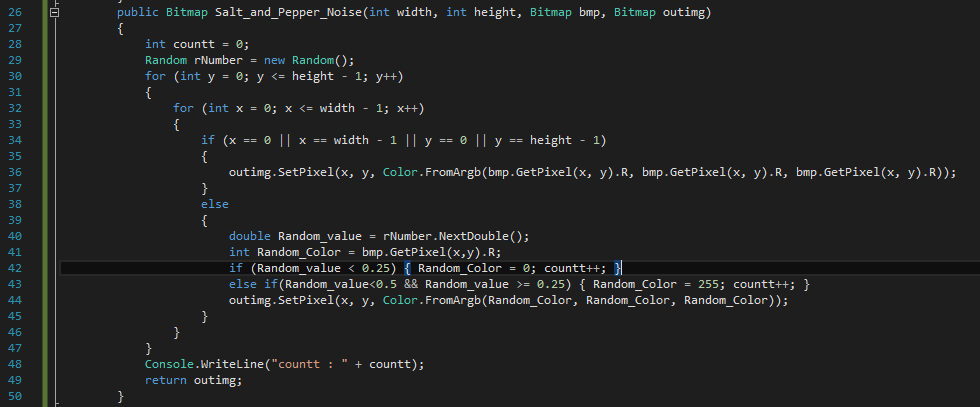 26 public Bitmap Salt_and_Pepper_Noise(int width, int height, Bitmap bmp, Bitmap outimg)
27 {
28 int countt = 0;
29 Random rNumber = new Random();
30 for (int y = 0; y <= height - 1; y++)
31 {
32 for (int x = 0; x <= width - 1; x++)
33 {
34 if (x == 0 || x == width - 1 || y == 0 || y == height - 1)
35 {
36 outimg.SetPixel(x, y, Color.FromArgb(bmp.GetPixel(x, y).R, bmp.GetPixel(x, y).R, bmp.GetPixel(x, y).R));
37 }
38 else
39 {
40 double Random_value = rNumber.NextDouble();
41 int Random_Color = bmp.GetPixel(x,y).R;
42 if (Random_value < 0.25) { Random_Color = 0; countt++; }
43 else if(Random_value<0.5 && Random_value >= 0.25) { Random_Color = 255; countt++; }
44 outimg.SetPixel(x, y, Color.FromArgb(Random_Color, Random_Color, Random_Color));
45 }
46 }
47 }
48 Console.WriteLine("countt : " + countt);
49 return outimg;
50 }